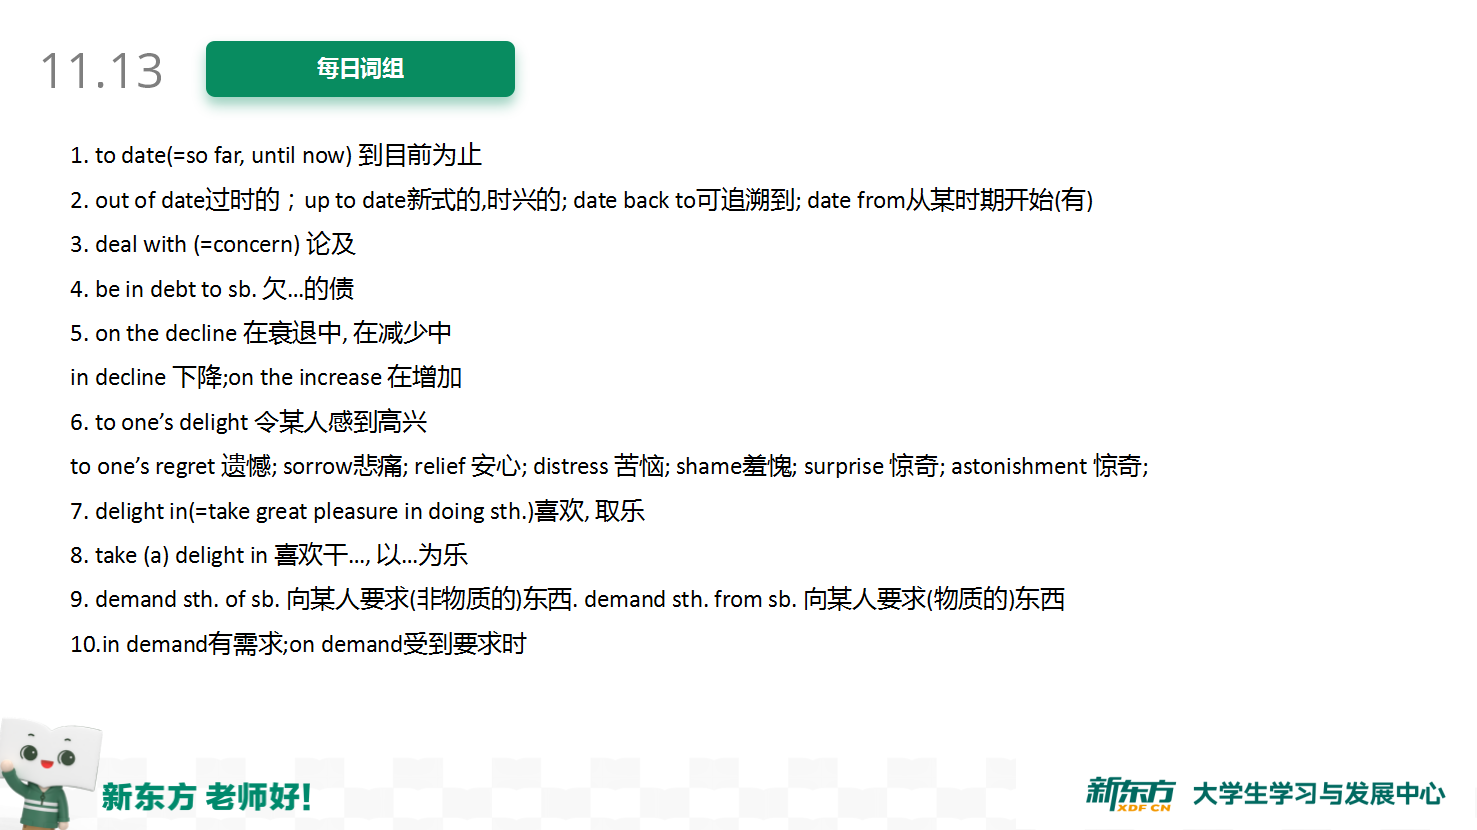 11.13
每日词组
1. to date(=so far, until now) 到目前为止
2. out of date过时的；up to date新式的,时兴的; date back to可追溯到; date from从某时期开始(有)
3. deal with (=concern) 论及
4. be in debt to sb. 欠…的债
5. on the decline 在衰退中, 在减少中
in decline 下降;on the increase 在增加
6. to one’s delight 令某人感到高兴
to one’s regret 遗憾; sorrow悲痛; relief 安心; distress 苦恼; shame羞愧; surprise 惊奇; astonishment 惊奇;
7. delight in(=take great pleasure in doing sth.)喜欢, 取乐
8. take (a) delight in 喜欢干…, 以…为乐
9. demand sth. of sb. 向某人要求(非物质的)东西. demand sth. from sb. 向某人要求(物质的)东西
10.in demand有需求;on demand受到要求时
新东方 老师好!
新东方 XDF.CN 大学生学习与发展中心